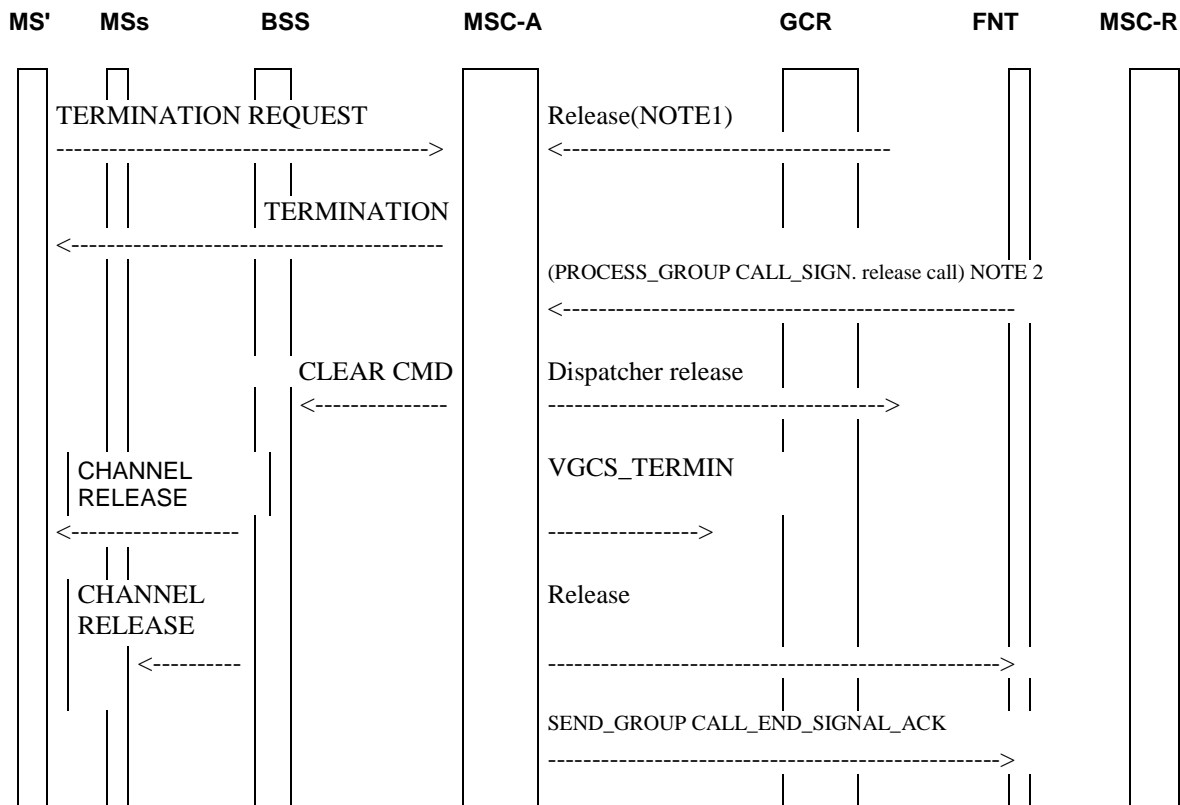 MS' MSs BSS MSC-A GCR FNT MSC-R
TERMINATION REQUEST Release(NOTE1)
TERMINATION
(PROCESS_GROUP CALL_SIGN. release call) NOTE 2
CLEAR CMD Dispatcher release
CHANNEL VGCS_TERMIN
RELEASE
CHANNEL Release
RELEASE
SEND_GROUP CALL_END_SIGNAL_ACK